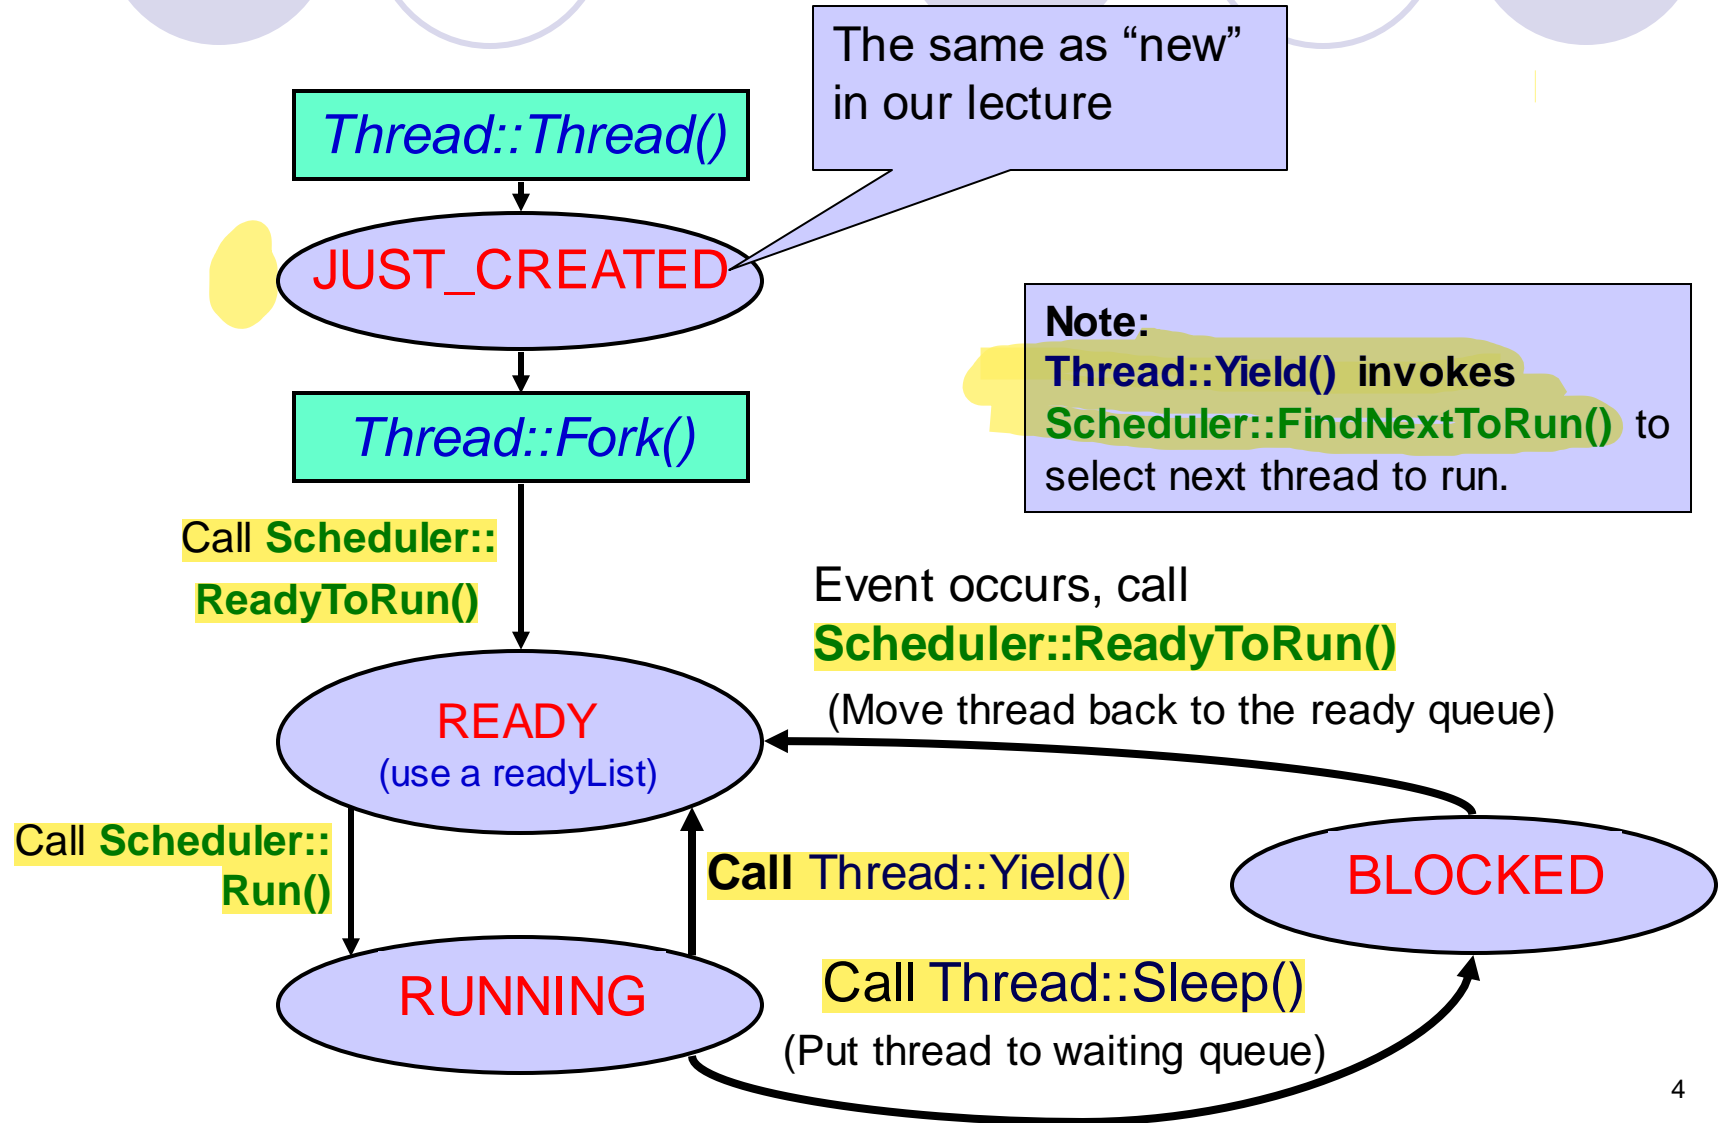 The same as “new”
in our lecture
Thread::Thread()
JUST_CREATED
Note:
Thread::Yield() invokes
Scheduler::FindNextToRun() to
select next thread to run.
Thread::Fork()
Call Scheduler::
ReadyToRun()
Event occurs, call
Scheduler::ReadyToRun()
(Move thread back to the ready queue)
READY
(use a readyList)
Call Scheduler::
Run()
Call Thread::Yield()
BLOCKED
RUNNING
Call Thread::Sleep()
(Put thread to waiting queue)
4